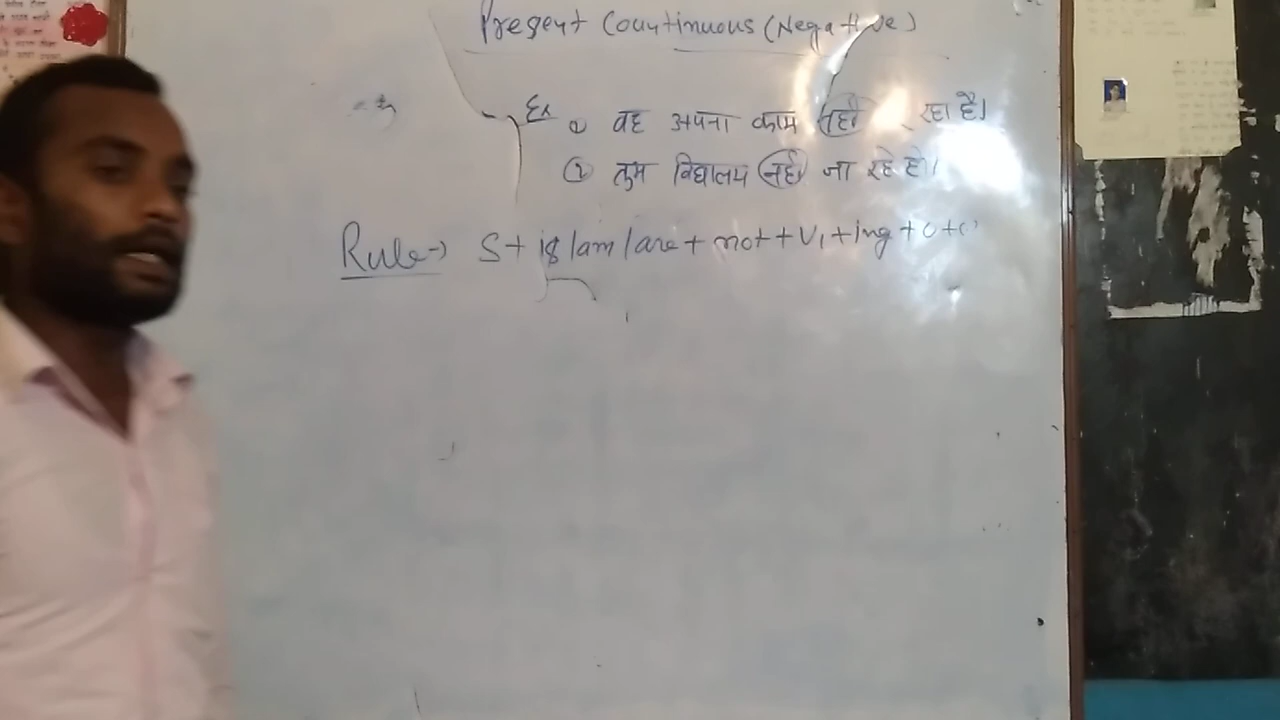 Present Countinuous (Negative)
Ex ① वह अपना काम नहीं रहा है।
② तुम विद्यालय नहीं जा रहे हो।
Rule→ S + is/am/are + not + V1 + ing + o +